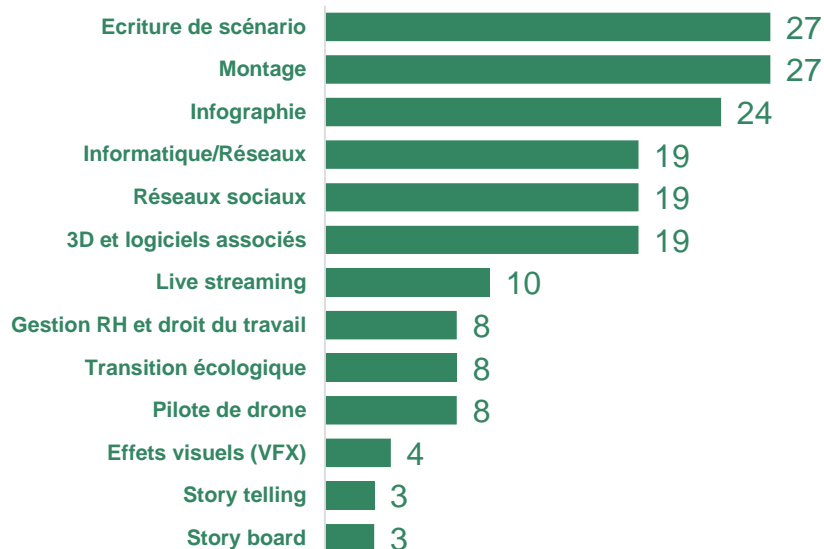 Ecriture de scénario 27
Montage 27
Infographie 24
Informatique/Réseaux 19
Réseaux sociaux 19
3D et logiciels associés 19
Live streaming 10
Gestion RH et droit du travail 8
Transition écologique 8
Pilote de drone 8
Effets visuels (VFX) 4
Story telling 3
Story board 3